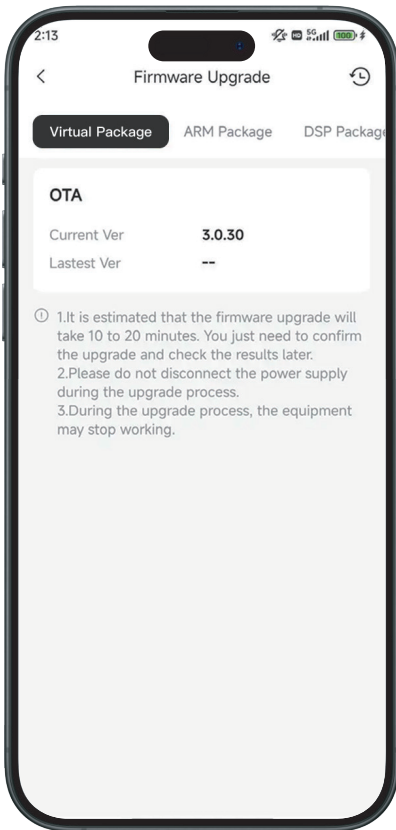 2:13
HD 5G 100
Firmware Upgrade
Virtual Package ARM Package DSP Package
OTA
Current Ver 3.0.30
Lastest Ver --
1.It is estimated that the firmware upgrade will
take 10 to 20 minutes. You just need to confirm
the upgrade and check the results later.
2.Please do not disconnect the power supply
during the upgrade process.
3.During the upgrade process, the equipment
may stop working.